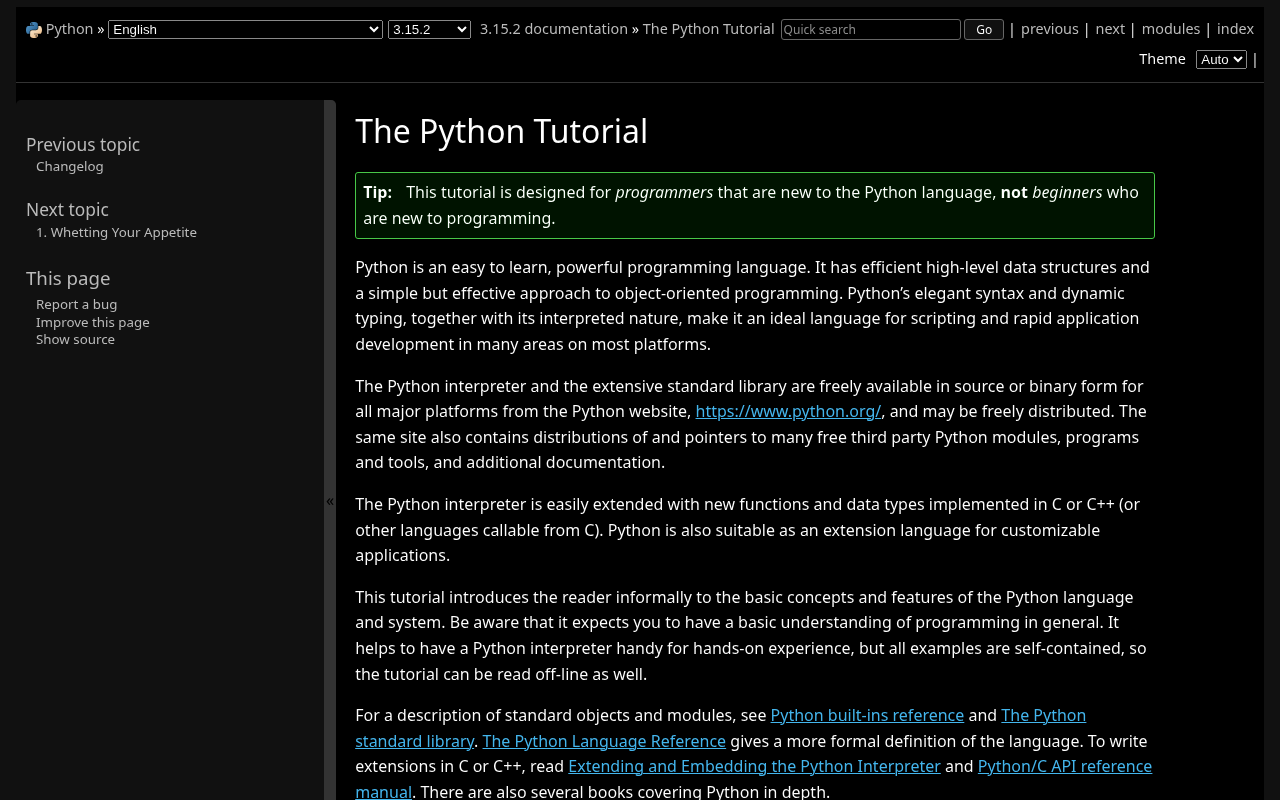 Python » English 3.15.2 3.15.2 documentation » The Python Tutorial Quick search Go | previous | next | modules | index
Theme Auto |
Previous topic
Changelog
Next topic
1. Whetting Your Appetite
This page
Report a bug
Improve this page
Show source
«
The Python Tutorial
Tip: This tutorial is designed for programmers that are new to the Python language, not beginners who
are new to programming.
Python is an easy to learn, powerful programming language. It has efficient high-level data structures and
a simple but effective approach to object-oriented programming. Python’s elegant syntax and dynamic
typing, together with its interpreted nature, make it an ideal language for scripting and rapid application
development in many areas on most platforms.
The Python interpreter and the extensive standard library are freely available in source or binary form for
all major platforms from the Python website, https://www.python.org/, and may be freely distributed. The
same site also contains distributions of and pointers to many free third party Python modules, programs
and tools, and additional documentation.
The Python interpreter is easily extended with new functions and data types implemented in C or C++ (or
other languages callable from C). Python is also suitable as an extension language for customizable
applications.
This tutorial introduces the reader informally to the basic concepts and features of the Python language
and system. Be aware that it expects you to have a basic understanding of programming in general. It
helps to have a Python interpreter handy for hands-on experience, but all examples are self-contained, so
the tutorial can be read off-line as well.
For a description of standard objects and modules, see Python built-ins reference and The Python
standard library. The Python Language Reference gives a more formal definition of the language. To write
extensions in C or C++, read Extending and Embedding the Python Interpreter and Python/C API reference
manual. There are also several books covering Python in depth.